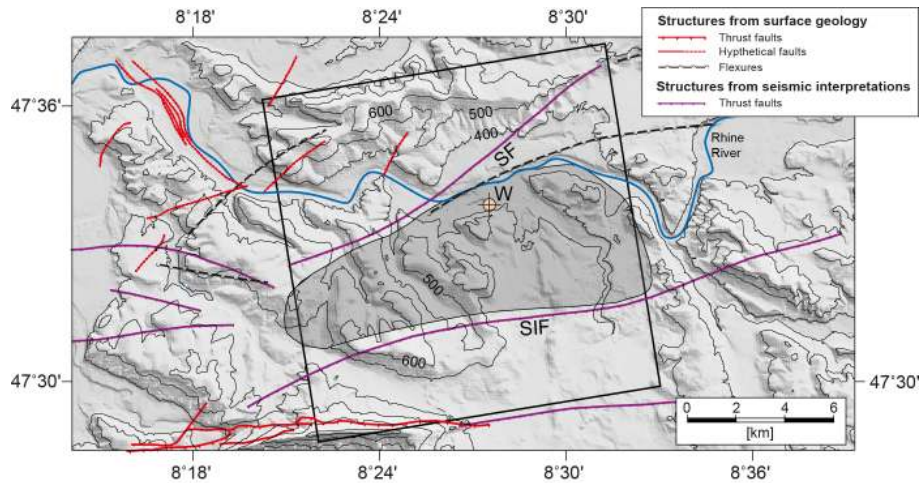 8°18' 8°24' 8°30'
Structures from surface geology
Thrust faults
Hypthetical faults
Flexures
Structures from seismic interpretations
Thrust faults
47°36'
600
500
400
SF
Rhine
River
W
500
SIF
600
47°30' 47°30'
0 2 4 6
[km]
8°18' 8°24' 8°30' 8°36'